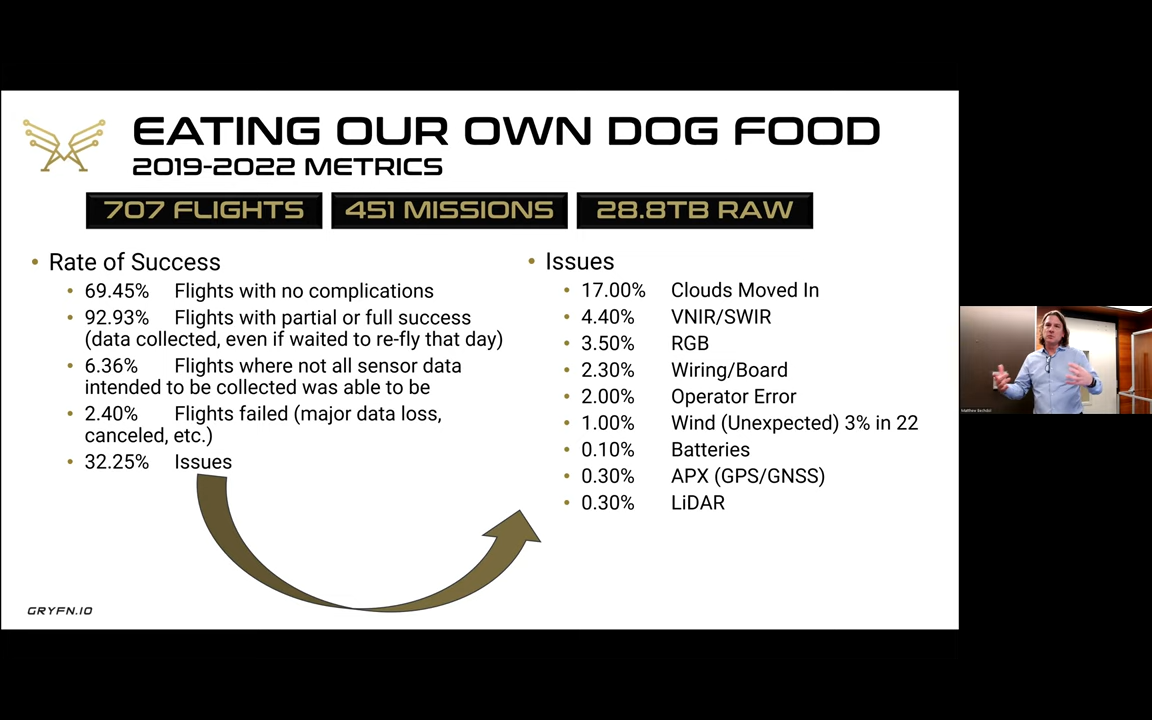 EATING OUR OWN DOG FOOD
2019-2022 METRICS
707 FLIGHTS
451 MISSIONS
28.8TB RAW
• Rate of Success
• 69.45% Flights with no complications
• 92.93% Flights with partial or full success
(data collected, even if waited to re-fly that day)
• 6.36% Flights where not all sensor data
intended to be collected was able to be
• 2.40% Flights failed (major data loss,
canceled, etc.)
• 32.25% Issues
• Issues
• 17.00% Clouds Moved In
• 4.40% VNIR/SWIR
• 3.50% RGB
• 2.30% Wiring/Board
• 2.00% Operator Error
• 1.00% Wind (Unexpected) 3% in 22
• 0.10% Batteries
• 0.30% APX (GPS/GNSS)
• 0.30% LiDAR
GRYFN.IO